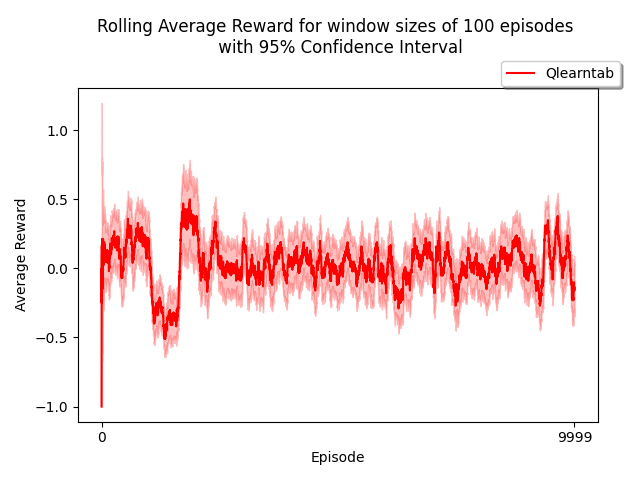 Rolling Average Reward for window sizes of 100 episodes
with 95% Confidence Interval
Qlearntab
1.0
0.5
0.0
−0.5
−1.0
Average Reward
0
9999
Episode